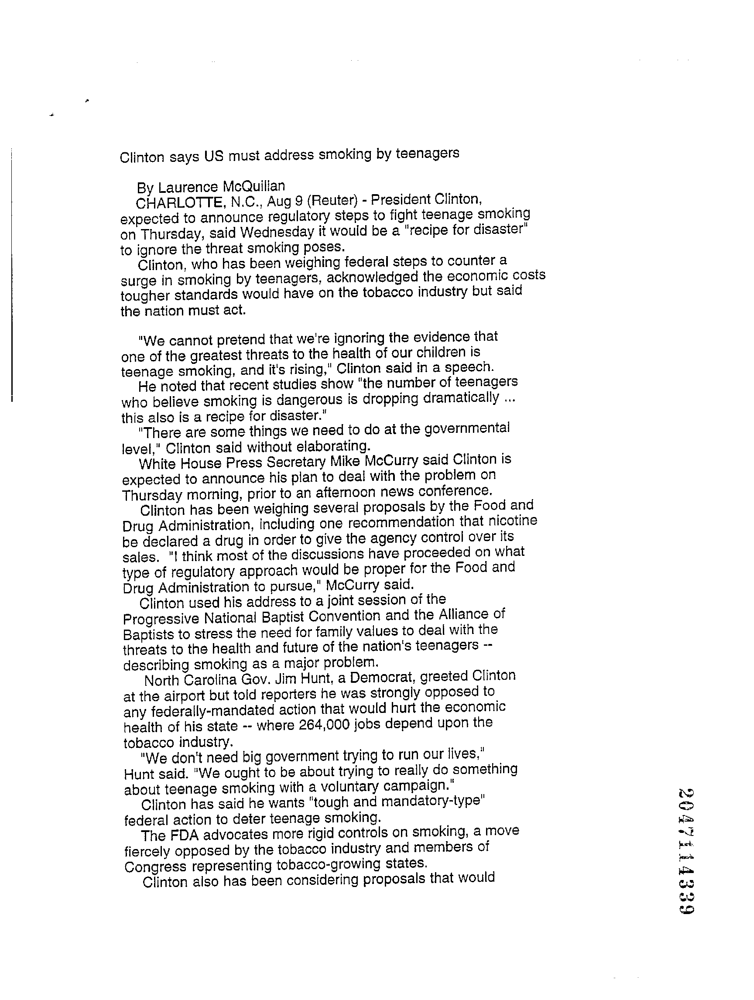 Clinton says US must address smoking by teenagers
By Laurence McQuillan
CHARLOTTE, N.C., Aug 9 (Reuter) - President Clinton,
expected to announce regulatory steps to fight teenage smoking
on Thursday, said Wednesday it would be a "recipe for disaster"
to ignore the threat smoking poses.
Clinton, who has been weighing federal steps to counter a
surge in smoking by teenagers, acknowledged the economic costs
tougher standards would have on the tobacco industry but said
the nation must act.
"We cannot pretend that we're ignoring the evidence that
one of the greatest threats to the health of our children is
teenage smoking, and it's rising," Clinton said in a speech.
He noted that recent studies show "the number of teenagers
who believe smoking is dangerous is dropping dramatically ...
this also is a recipe for disaster."
"There are some things we need to do at the governmental
level," Clinton said without elaborating.
White House Press Secretary Mike McCurry said Clinton is
expected to announce his plan to deal with the problem on
Thursday morning, prior to an afternoon news conference.
Clinton has been weighing several proposals by the Food and
Drug Administration, including one recommendation that nicotine
be declared a drug in order to give the agency control over its
sales. "I think most of the discussions have proceeded on what
type of regulatory approach would be proper for the Food and
Drug Administration to pursue," McCurry said.
Clinton used his address to a joint session of the
Progressive National Baptist Convention and the Alliance of
Baptists to stress the need for family values to deal with the
threats to the health and future of the nation's teenagers --
describing smoking as a major problem.
North Carolina Gov. Jim Hunt, a Democrat, greeted Clinton
at the airport but told reporters he was strongly opposed to
any federally-mandated action that would hurt the economic
health of his state -- where 264,000 jobs depend upon the
tobacco industry.
"We don't need big government trying to run our lives,"
Hunt said. "We ought to be about trying to really do something
about teenage smoking with a voluntary campaign."
Clinton has said he wants "tough and mandatory-type"
federal action to deter teenage smoking.
The FDA advocates more rigid controls on smoking, a move
fiercely opposed by the tobacco industry and members of
Congress representing tobacco-growing states.
Clinton also has been considering proposals that would
2047114339